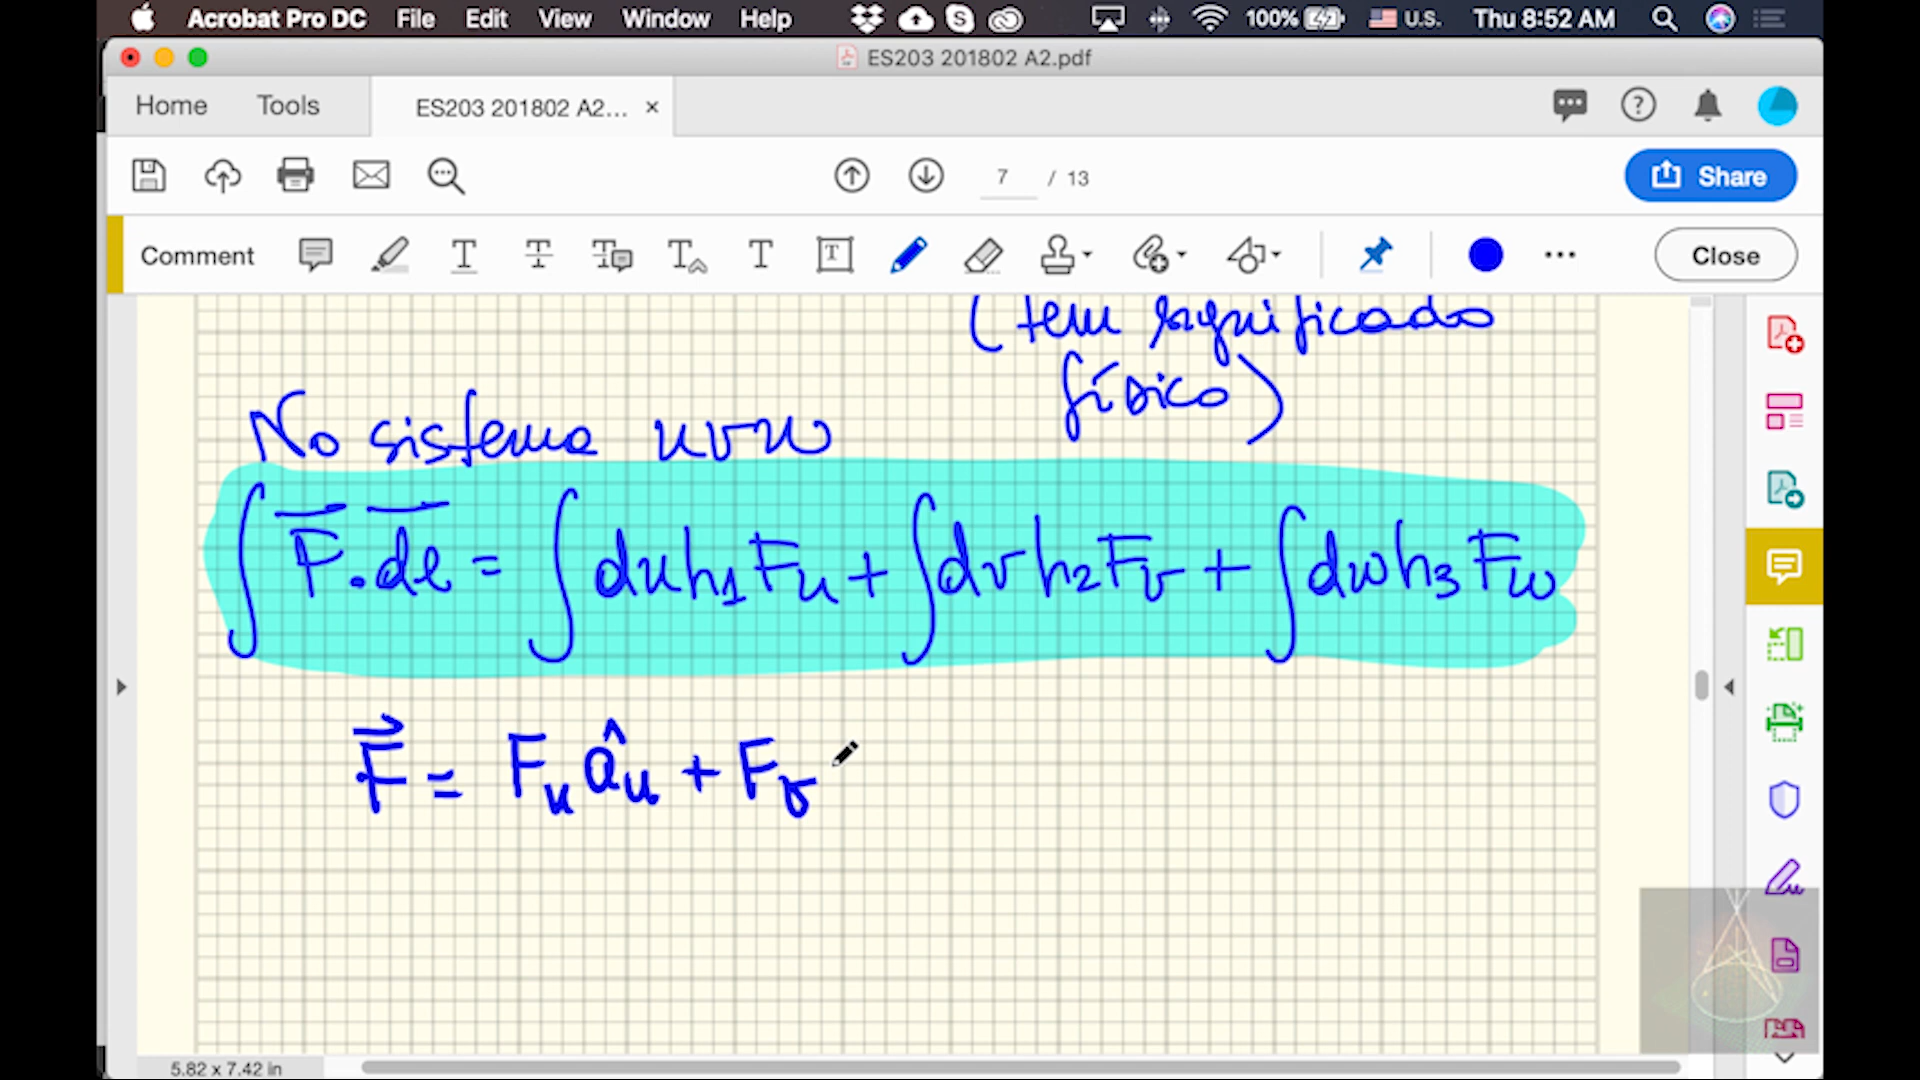 Acrobat Pro DC File Edit View Window Help 100% U.S. Thu 8:52 AM
ES203 201802 A2.pdf
Home Tools ES203 201802 A2... ×
7 / 13 Share
Comment Close
(tem significado
físico)
No sistema uvw
∫ F̅·d̅ℓ̅ = ∫ du h₁ Fᵤ + ∫ dv h₂ Fᵥ + ∫ dw h₃ F_w
F⃗ = Fᵤ âᵤ + Fᵥ
5.82 x 7.42 in